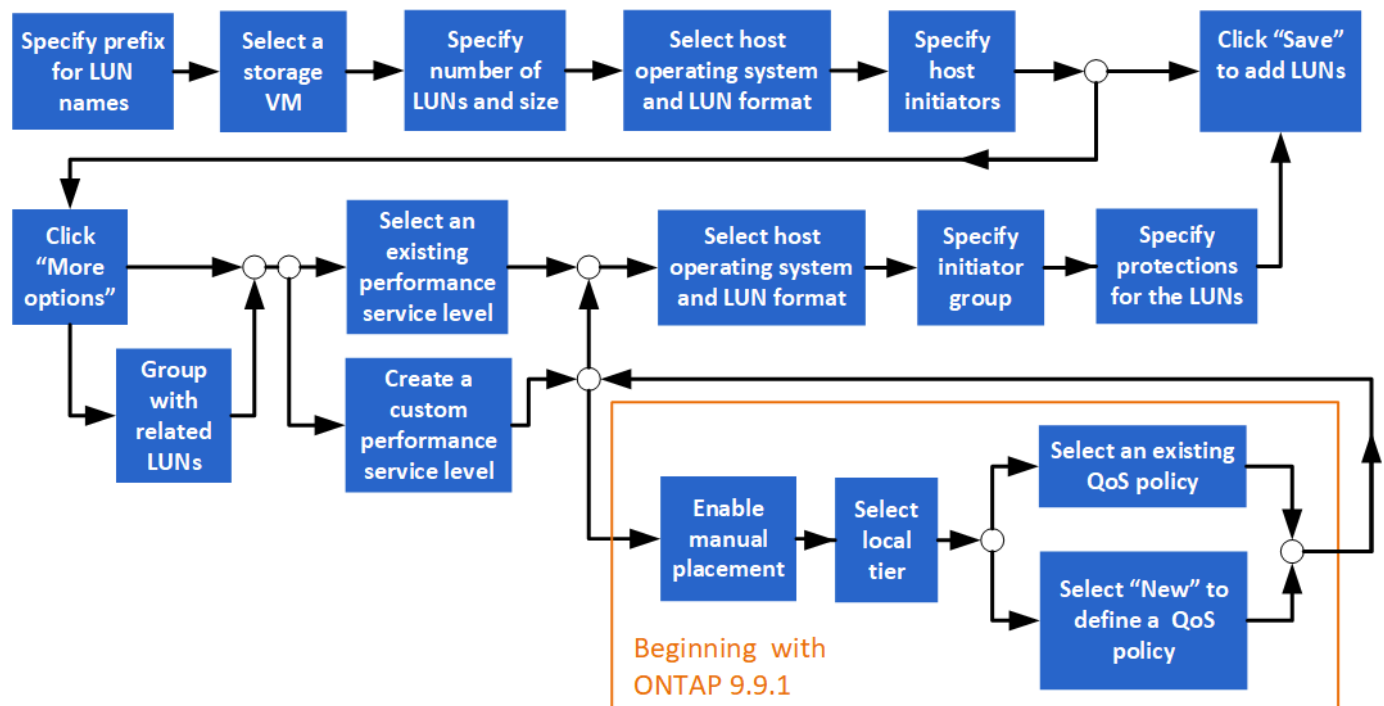 Specify prefix
for LUN
names
Select a
storage
VM
Specify
number of
LUNs and size
Select host
operating system
and LUN format
Specify
host
initiators
Click “Save”
to add LUNs
Click
“More
options”
Select an
existing
performance
service level
Select host
operating system
and LUN format
Specify
initiator
group
Specify
protections
for the LUNs
Group
with
related
LUNs
Create a
custom
performance
service level
Enable
manual
placement
Select
local
tier
Select an existing
QoS policy
Select “New” to
define a QoS
policy
Beginning with
ONTAP 9.9.1